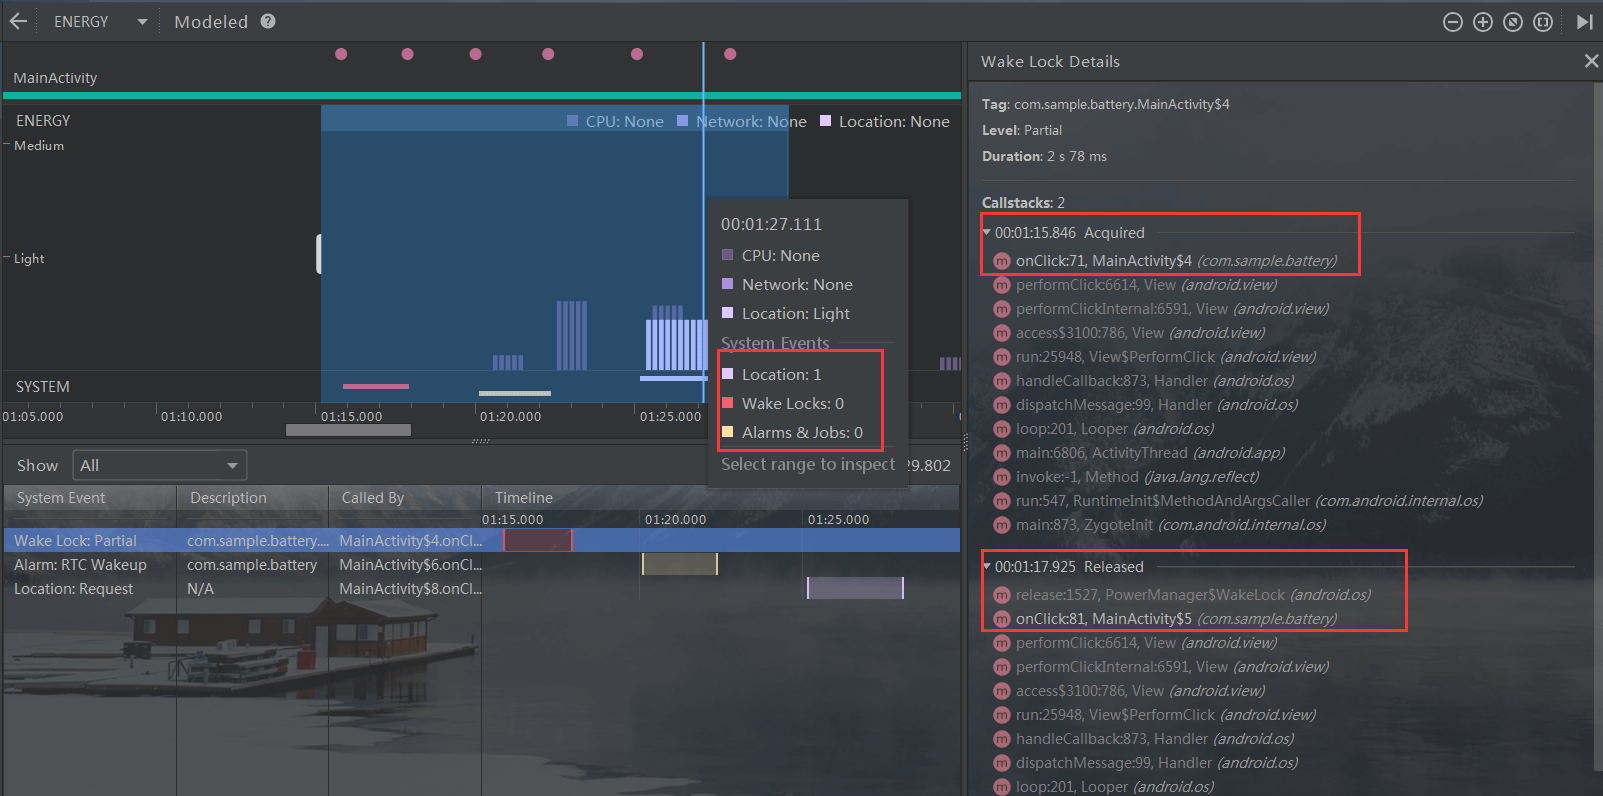 ENERGY
Modeled ?
MainActivity
ENERGY
CPU: None
Network: None
Location: None
Medium
Light
00:01:27.111
CPU: None
Network: None
Location: Light
System Events
Location: 1
Wake Locks: 0
Alarms & Jobs: 0
Select range to inspect
SYSTEM
01:05.000
01:10.000
01:15.000
01:20.000
01:25.000
Show
All
29.802
System Event
Description
Called By
Timeline
01:15.000
01:20.000
01:25.000
Wake Lock: Partial
com.sample.battery....
MainActivity$4.onCl...
Alarm: RTC Wakeup
com.sample.battery
MainActivity$6.onCl...
Location: Request
N/A
MainActivity$8.onCl...
Wake Lock Details
Tag: com.sample.battery.MainActivity$4
Level: Partial
Duration: 2 s 78 ms
Callstacks: 2
00:01:15.846 Acquired
m onClick:71, MainActivity$4 (com.sample.battery)
m performClick:6614, View (android.view)
m performClickInternal:6591, View (android.view)
m access$3100:786, View (android.view)
m run:25948, View$PerformClick (android.view)
m handleCallback:873, Handler (android.os)
m dispatchMessage:99, Handler (android.os)
m loop:201, Looper (android.os)
m main:6806, ActivityThread (android.app)
m invoke:-1, Method (java.lang.reflect)
m run:547, RuntimeInit$MethodAndArgsCaller (com.android.internal.os)
m main:873, ZygoteInit (com.android.internal.os)
00:01:17.925 Released
m release:1527, PowerManager$WakeLock (android.os)
m onClick:81, MainActivity$5 (com.sample.battery)
m performClick:6614, View (android.view)
m performClickInternal:6591, View (android.view)
m access$3100:786, View (android.view)
m run:25948, View$PerformClick (android.view)
m handleCallback:873, Handler (android.os)
m dispatchMessage:99, Handler (android.os)
m loop:201, Looper (android.os)